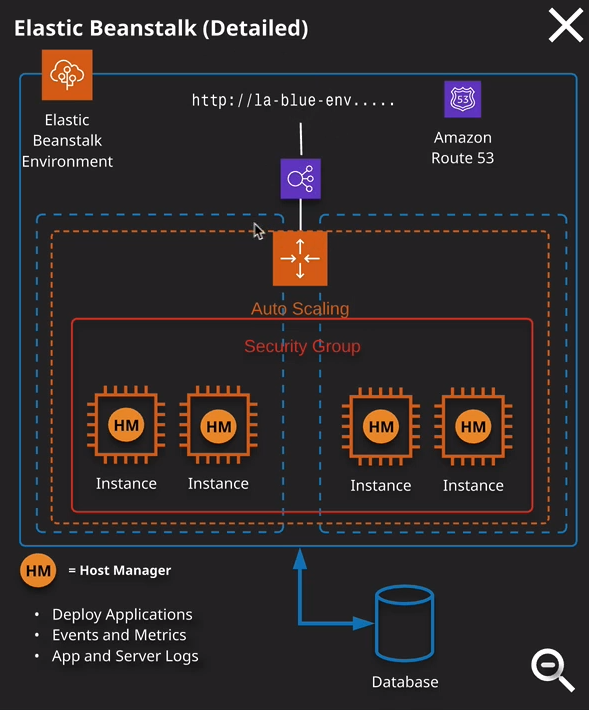 Elastic Beanstalk (Detailed)
http://la-blue-env.....
53
Elastic
Beanstalk
Environment
Amazon
Route 53
Auto Scaling
Security Group
HM
HM
HM
HM
Instance
Instance
Instance
Instance
HM
= Host Manager
• Deploy Applications
• Events and Metrics
• App and Server Logs
Database